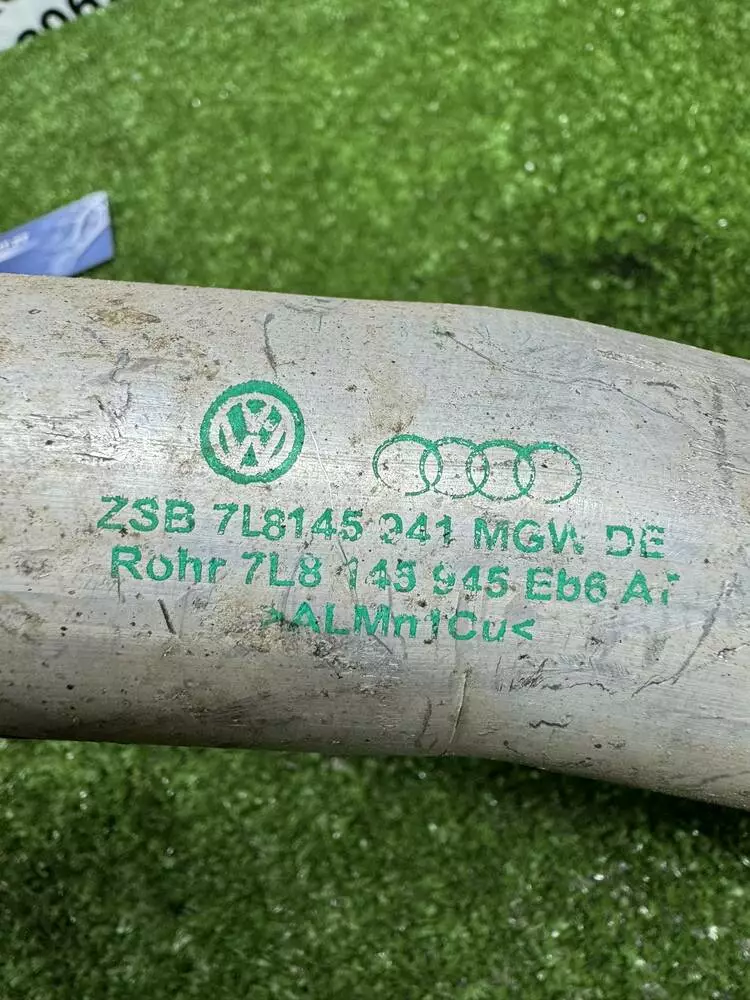 ZSB 7L8145 941 MGW DE
Rohr 7L8 145 945 Eb6 A
>ALMn1Cu<